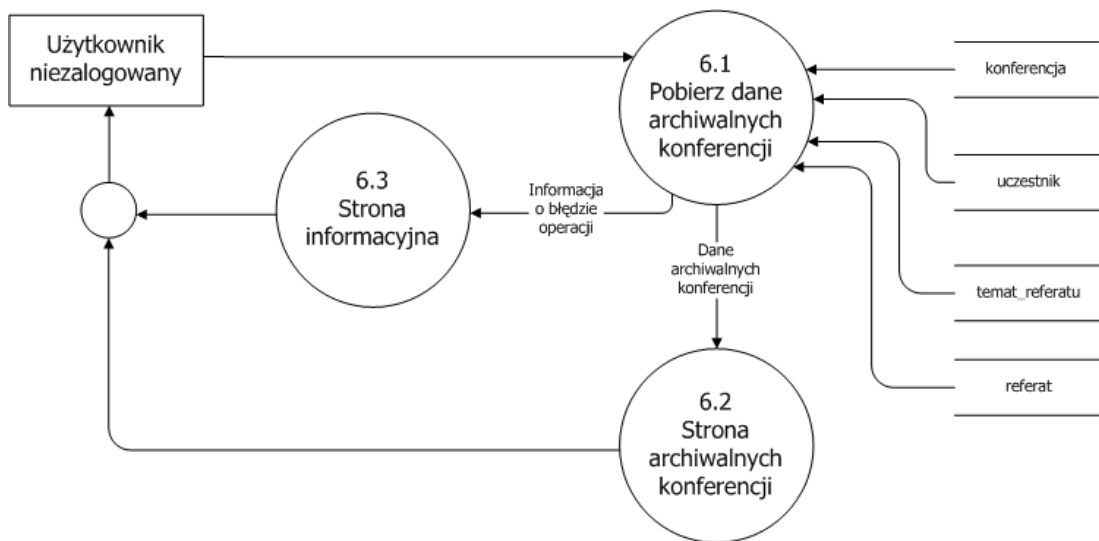 Użytkownik
niezalogowany
6.1
Pobierz dane
archiwalnych
konferencji
konferencja
uczestnik
temat_referatu
referat
6.3
Strona
informacyjna
Informacja
o błędzie
operacji
Dane
archiwalnych
konferencji
6.2
Strona
archiwalnych
konferencji